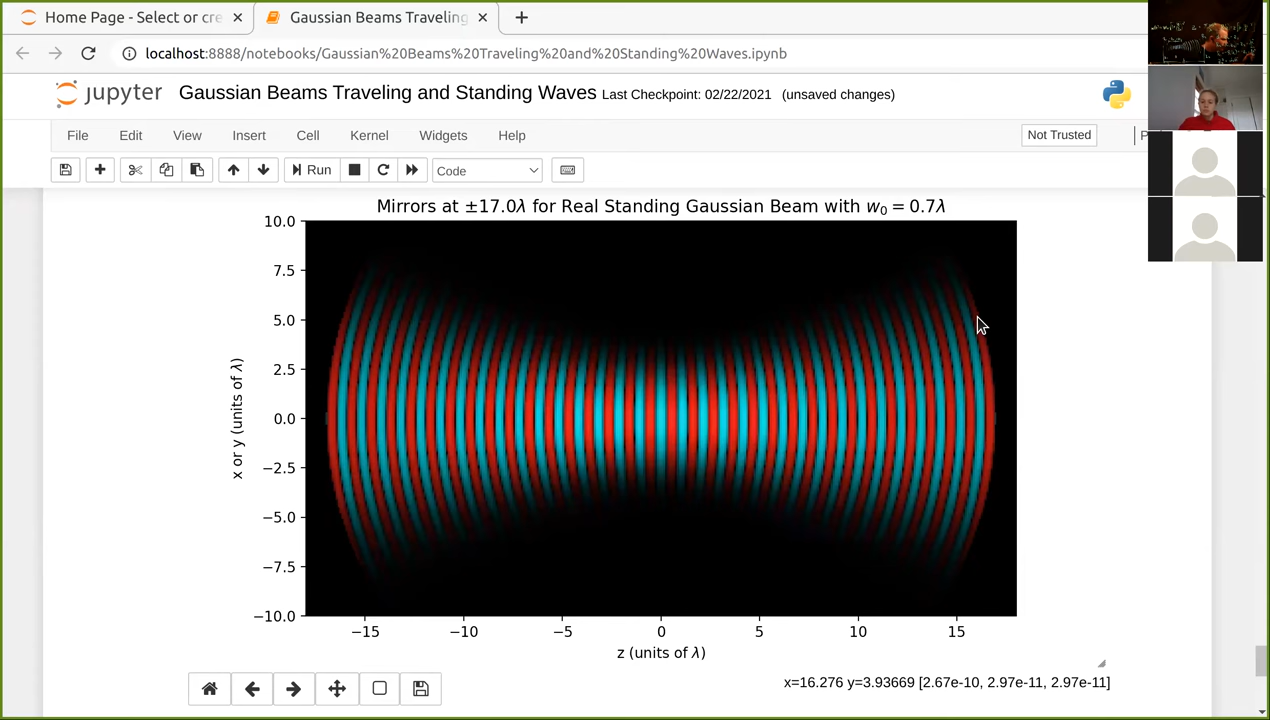 Home Page - Select or cre
Gaussian Beams Traveling
localhost:8888/notebooks/Gaussian%20Beams%20Traveling%20and%20Standing%20Waves.ipynb
jupyter Gaussian Beams Traveling and Standing Waves Last Checkpoint: 02/22/2021 (unsaved changes)
File Edit View Insert Cell Kernel Widgets Help Not Trusted
Run Code
Mirrors at ±17.0λ for Real Standing Gaussian Beam with w₀ = 0.7λ
10.0
7.5
5.0
2.5
0.0
−2.5
−5.0
−7.5
−10.0
x or y (units of λ)
−15 −10 −5 0 5 10 15
z (units of λ)
x=16.276 y=3.93669 [2.67e-10, 2.97e-11, 2.97e-11]